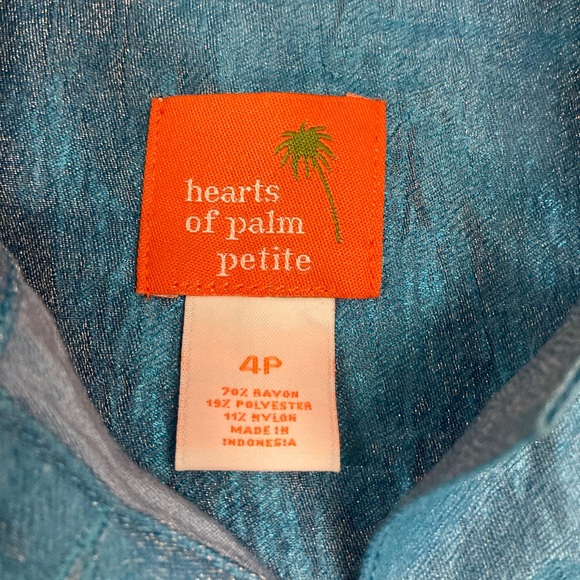 hearts
of palm
petite
4P
70% RAYON
19% POLYESTER
11% NYLON
MADE IN
INDONESIA